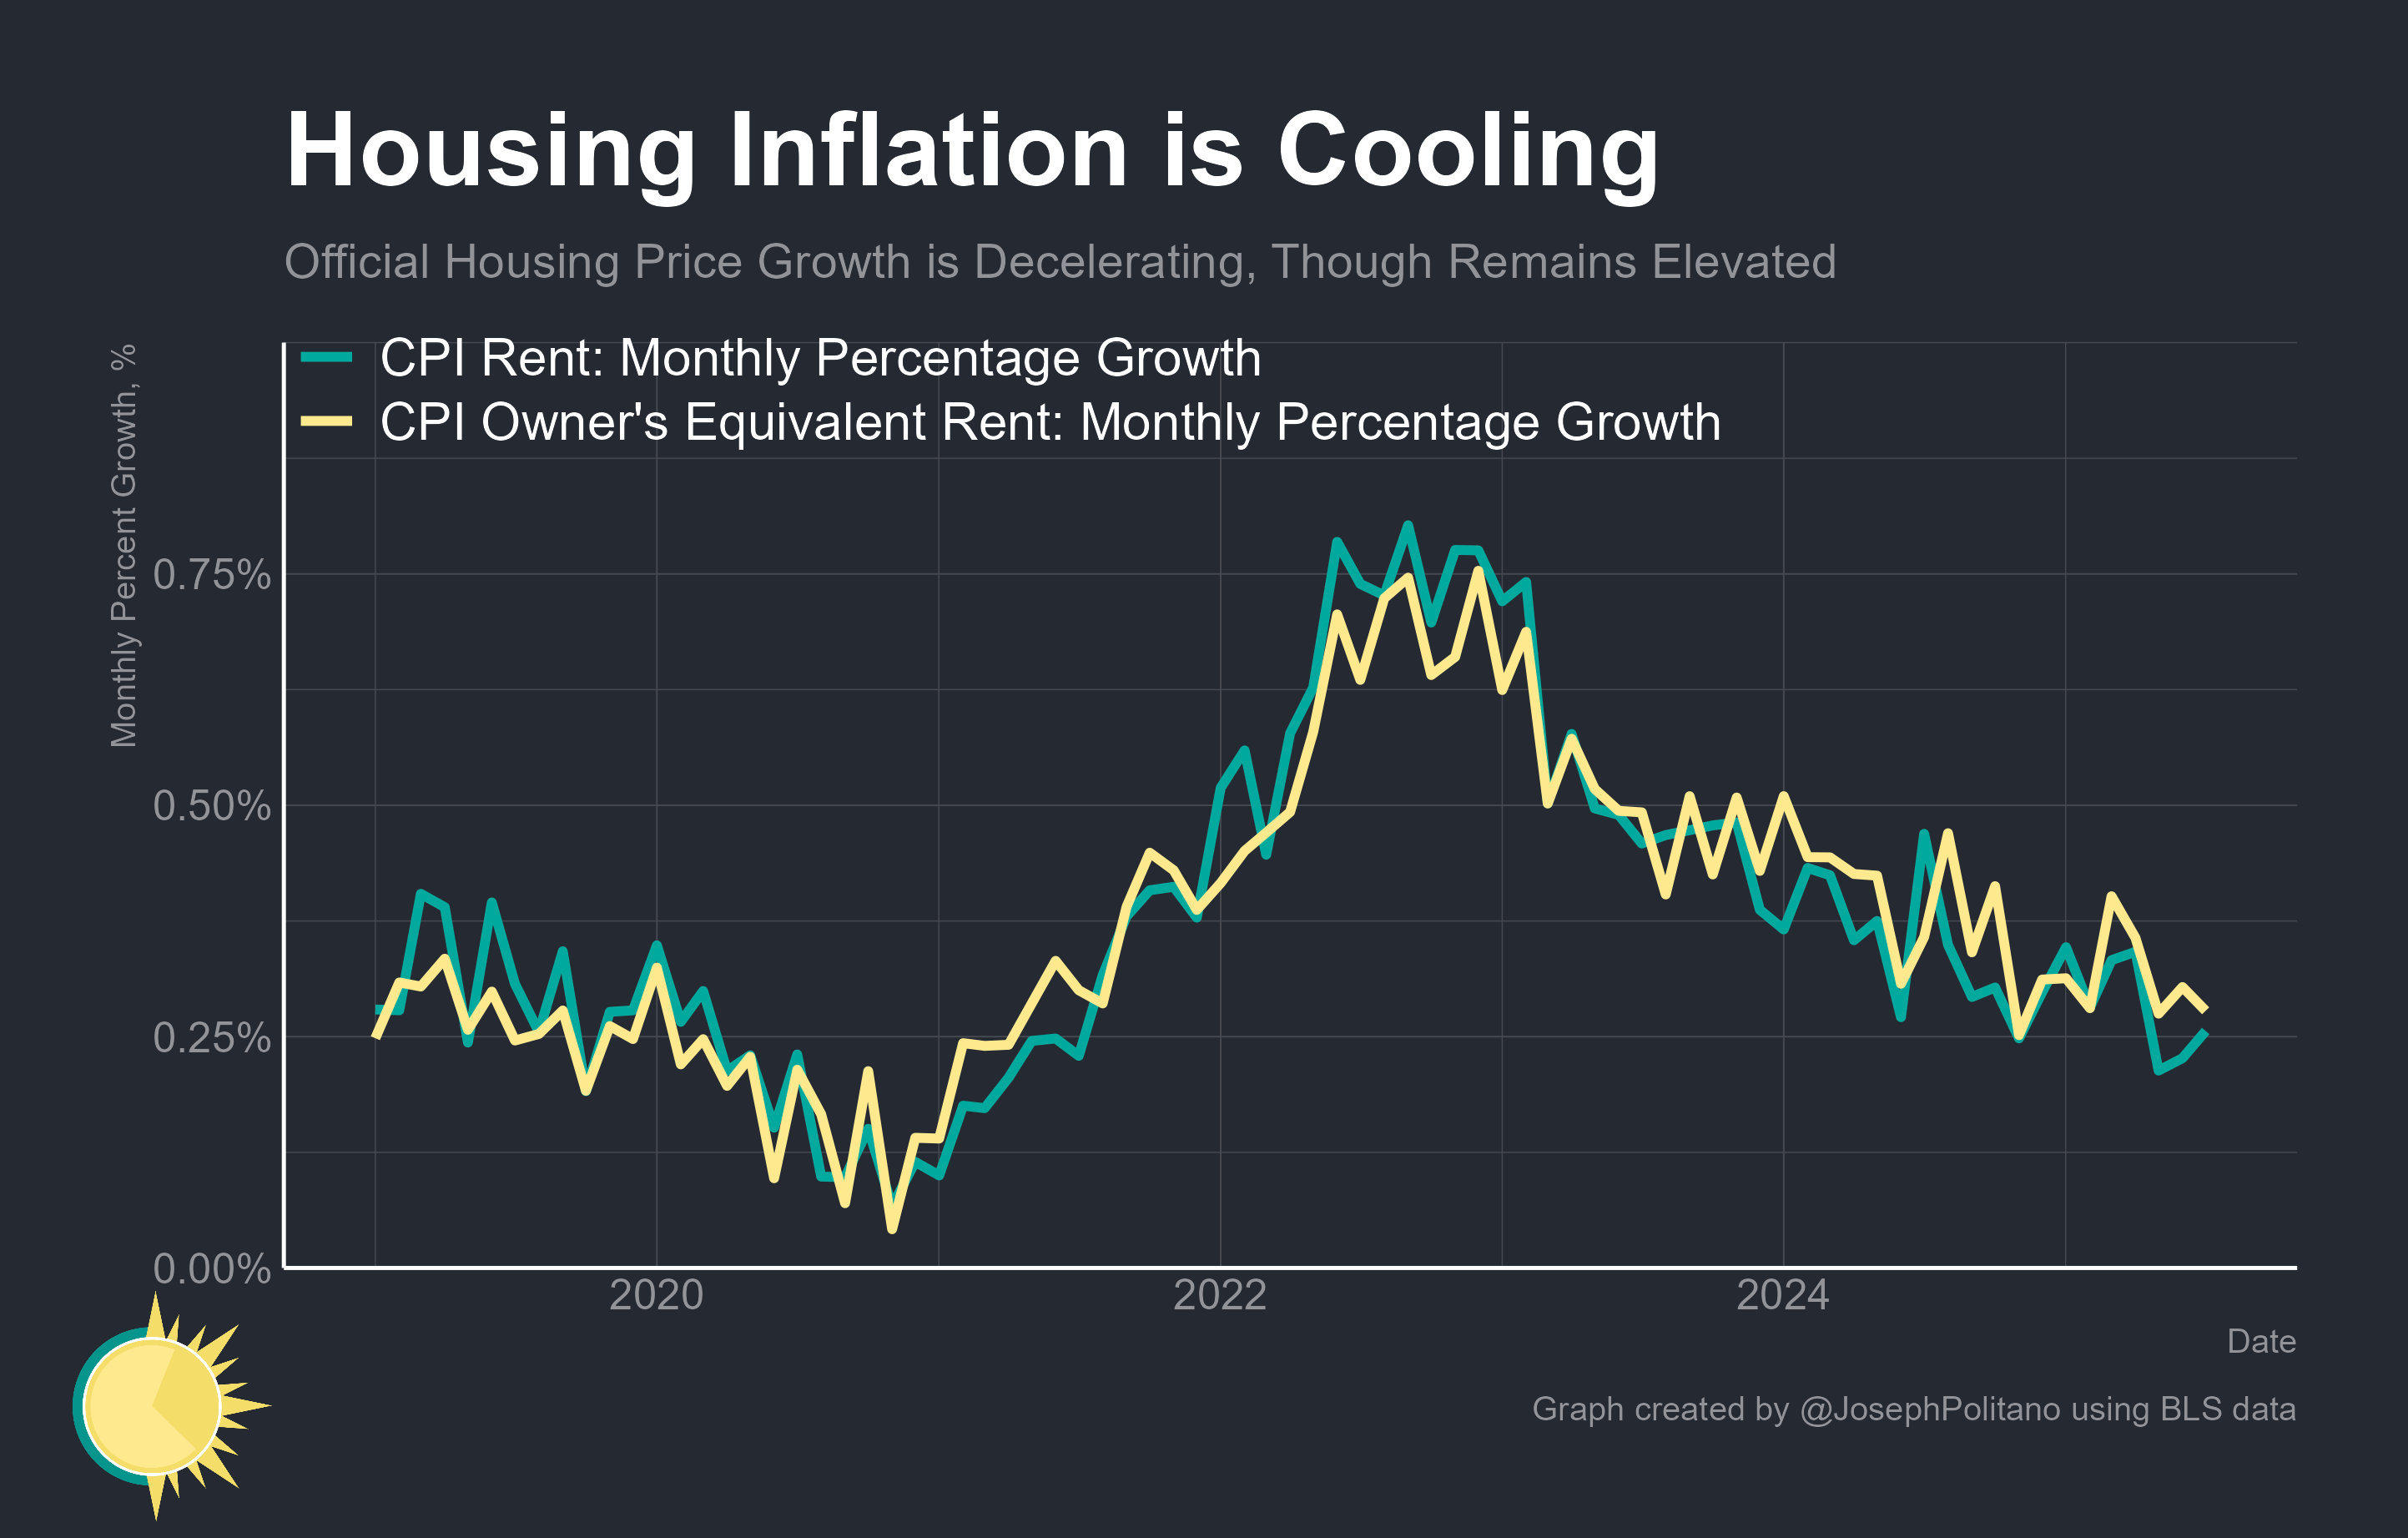 Housing Inflation is Cooling
Official Housing Price Growth is Decelerating, Though Remains Elevated
Monthly Percent Growth, %
CPI Rent: Monthly Percentage Growth
CPI Owner's Equivalent Rent: Monthly Percentage Growth
0.75%
0.50%
0.25%
0.00%
2020
2022
2024
Date
Graph created by @JosephPolitano using BLS data